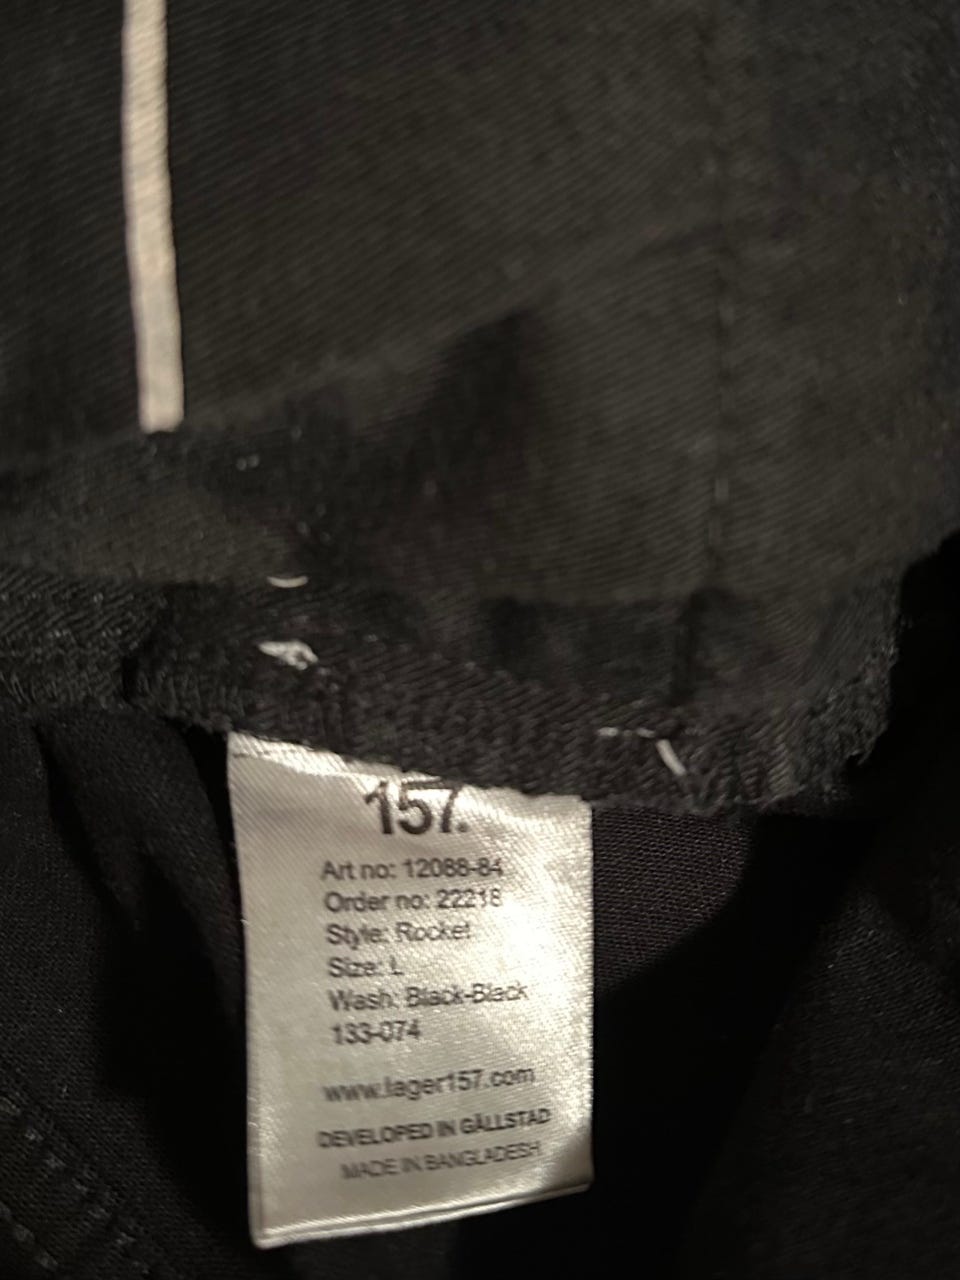 157.
Art no: 12088-84
Order no: 22218
Style: Rocket
Size: L
Wash: Black-Black
133-074
www.lager157.com
DEVELOPED IN GÄLLSTAD
MADE IN BANGLADESH